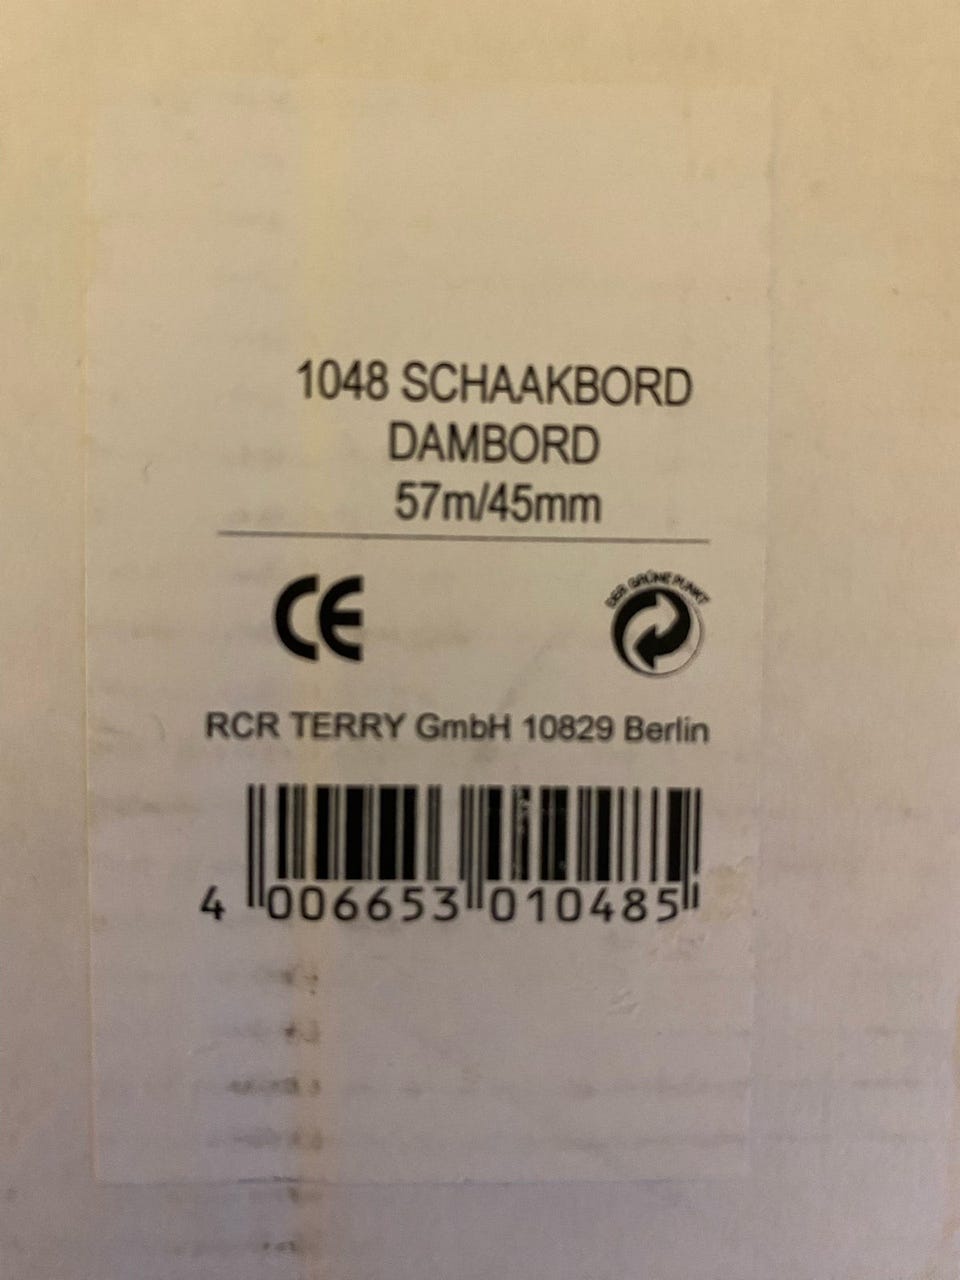 1048 SCHAAKBORD
DAMBORD
57m/45mm
CE
DER GRÜNE PUNKT
RCR TERRY GmbH 10829 Berlin
4 006653 010485